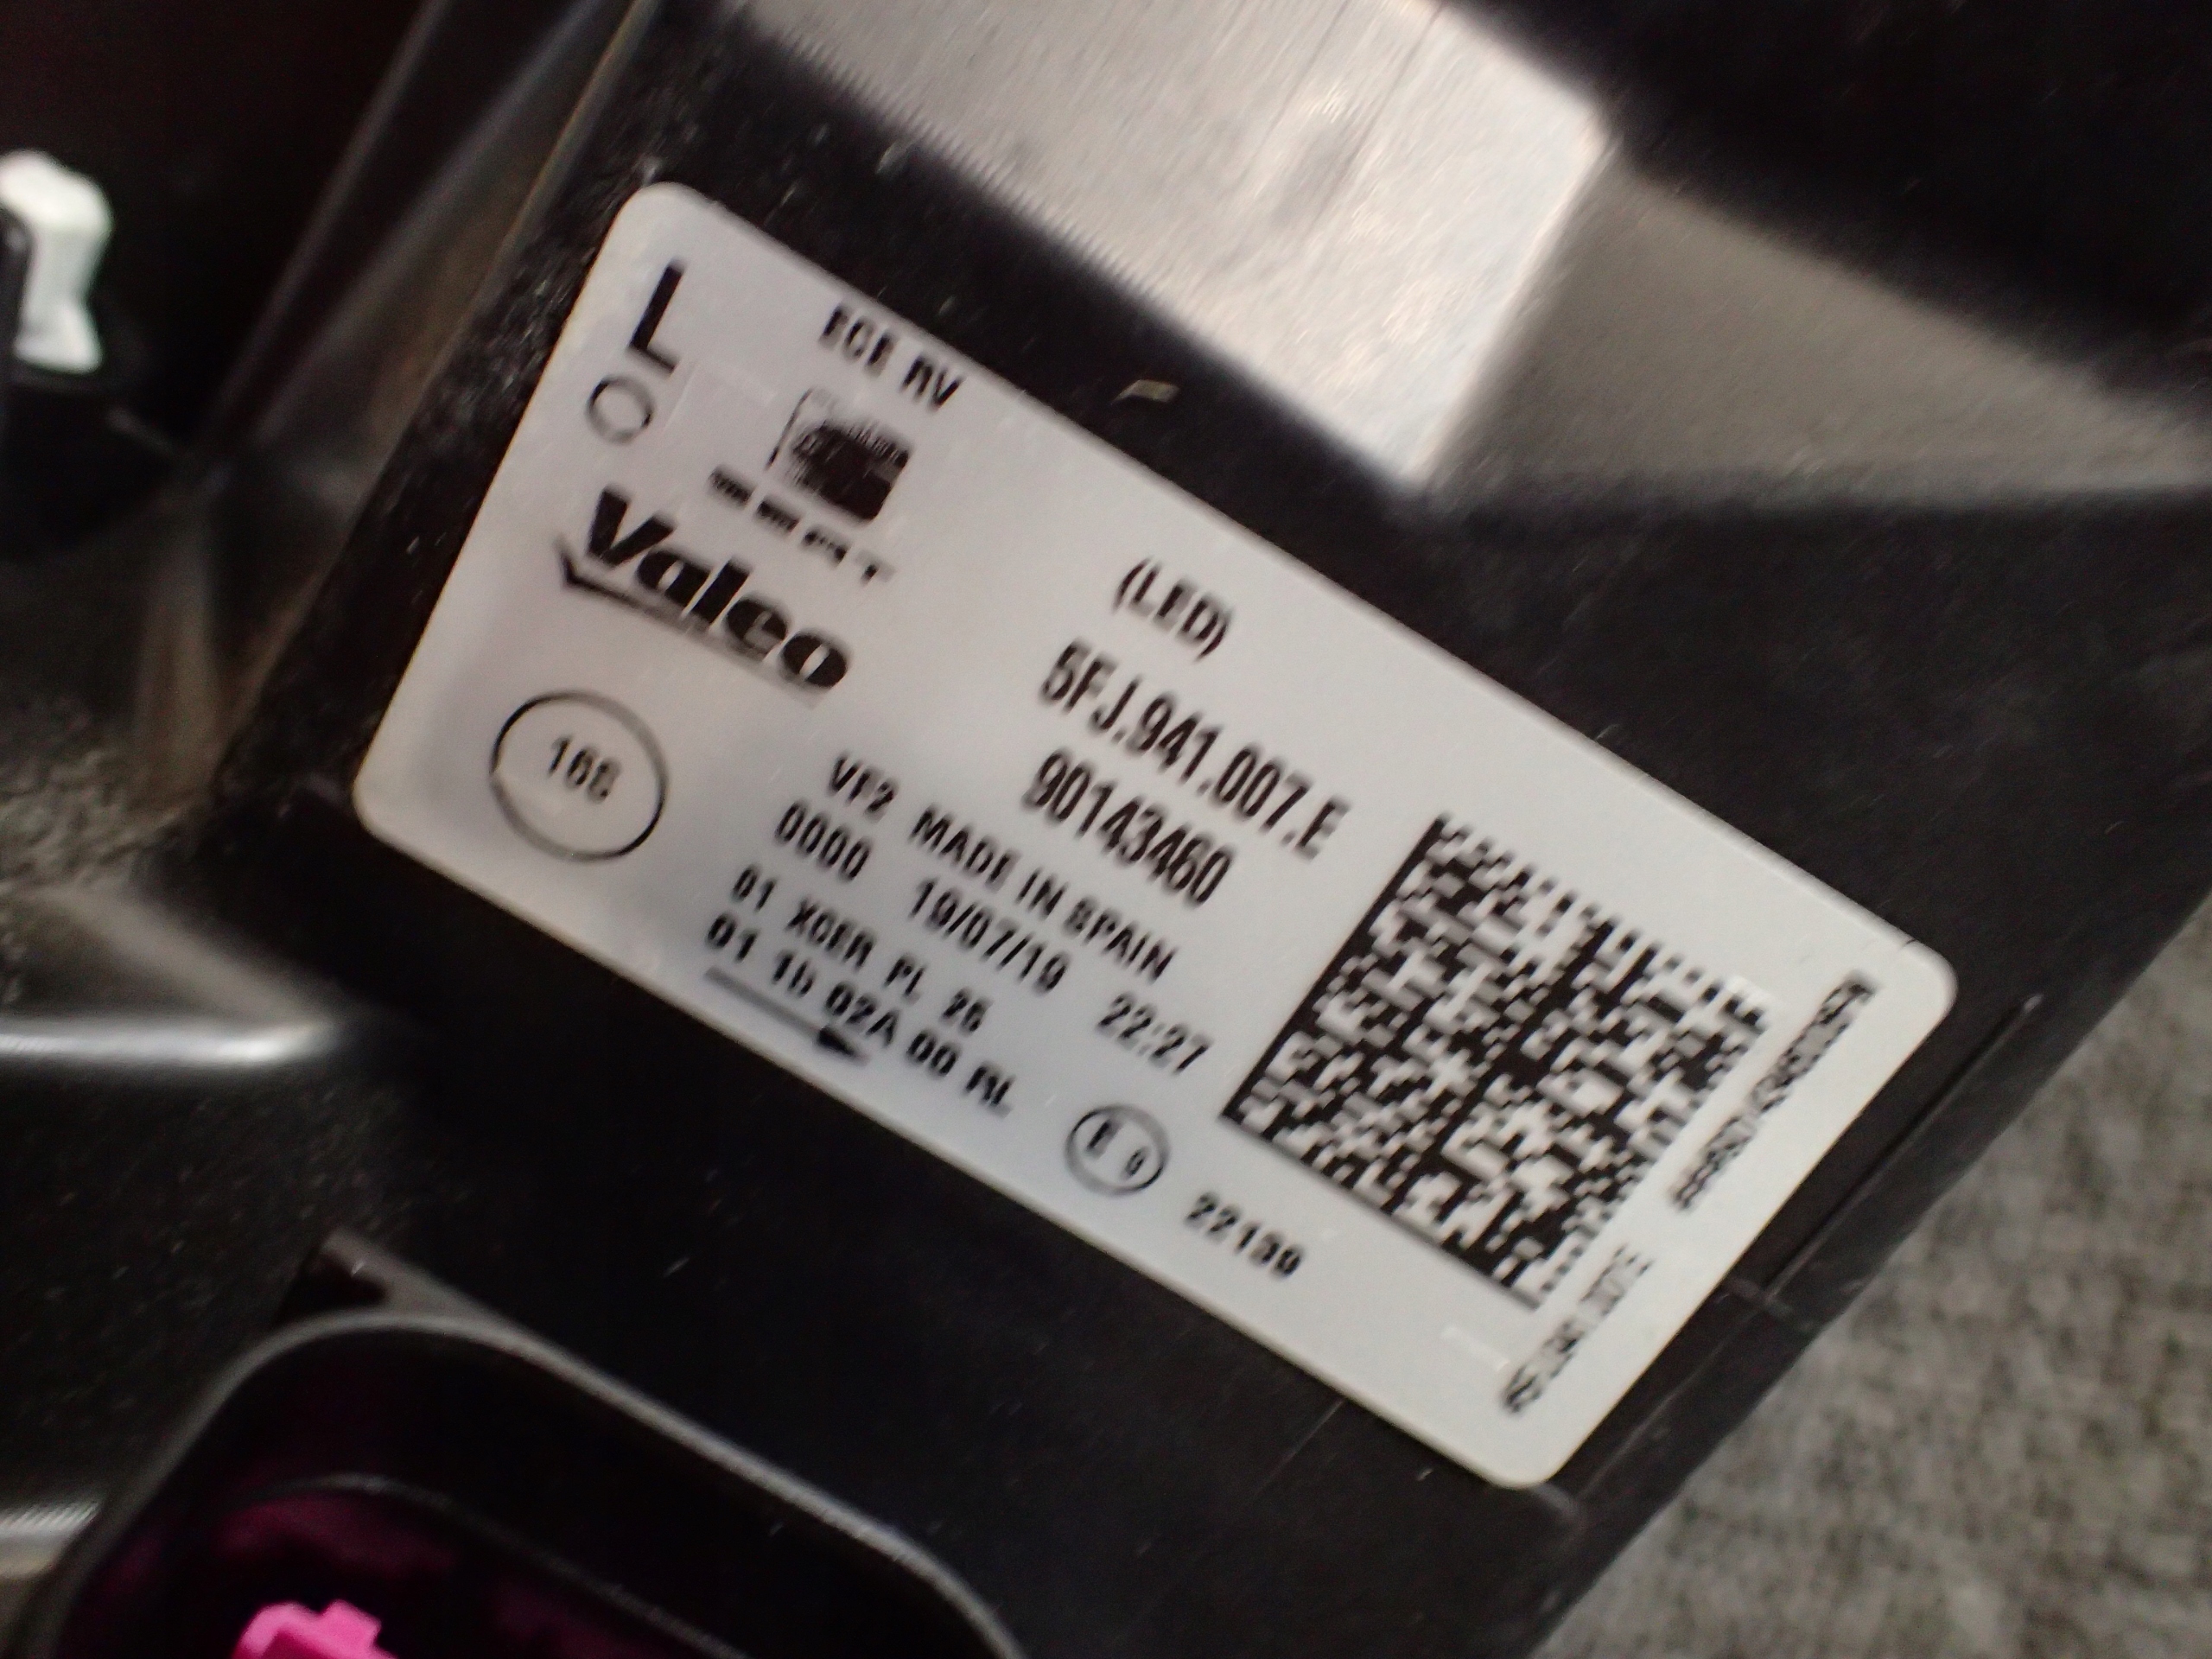 L
ECE RV
Valeo
(LED)
5FJ.941.007.E
90143460
VF2 MADE IN SPAIN
0000 19/07/19 22:27
01 XCER PL 26
01 1b 02A 00 RL
22130